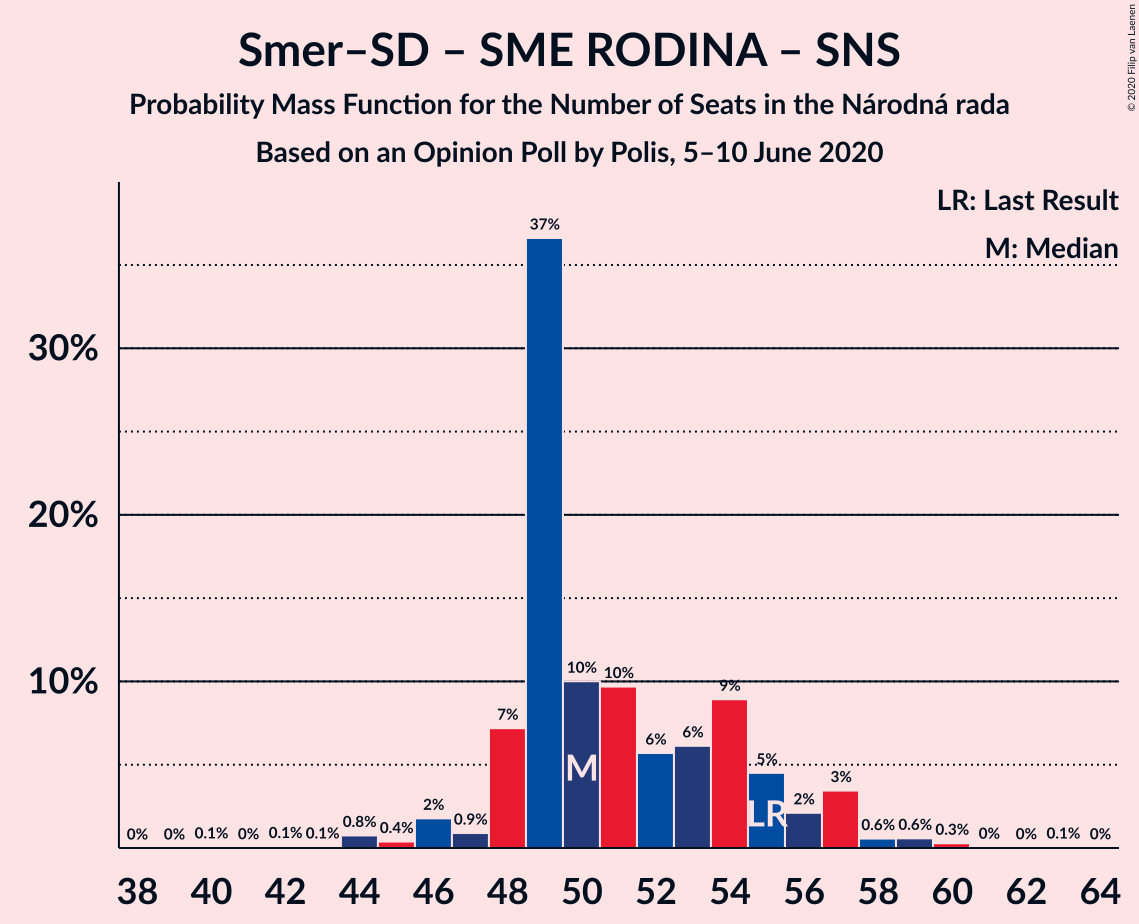 Smer–SD – SME RODINA – SNS
Probability Mass Function for the Number of Seats in the Národná rada
Based on an Opinion Poll by Polis, 5–10 June 2020
© 2020 Filip van Laenen
LR: Last Result
M: Median
30%
20%
10%
0% 0% 0.1% 0% 0.1% 0.1% 0.8% 0.4% 2% 0.9% 7% 37% 10% 10% 6% 6% 9% 5% 2% 3% 0.6% 0.6% 0.3% 0% 0% 0.1% 0%
M
LR
38 40 42 44 46 48 50 52 54 56 58 60 62 64